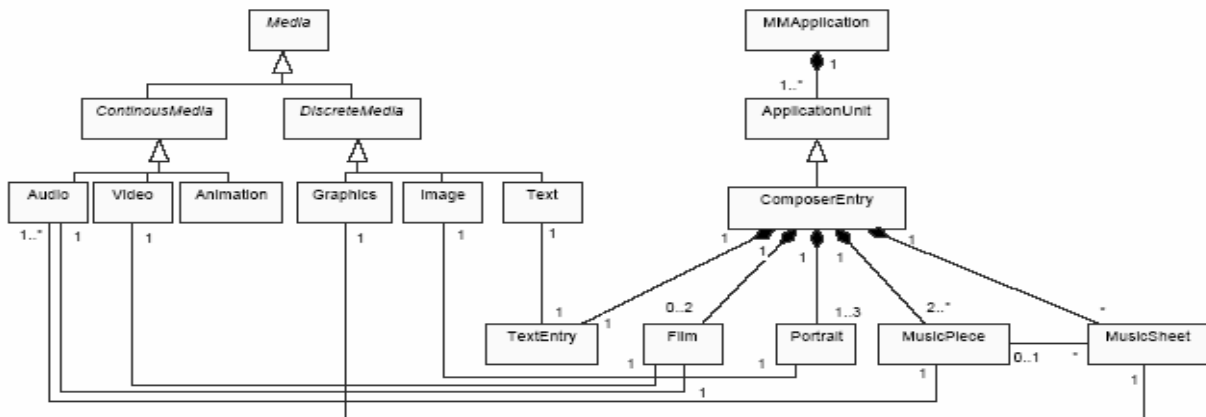 Media
MMApplication
1
1..*
ContinousMedia
DiscreteMedia
ApplicationUnit
Audio
Video
Animation
Graphics
Image
Text
ComposerEntry
1..*
1
1
1
1
1
1
1
1
1
1
0..2
1..3
2..*
*
1
1
TextEntry
Film
Portrait
MusicPiece
MusicSheet
0..1
*
1
1
1
1
1
1